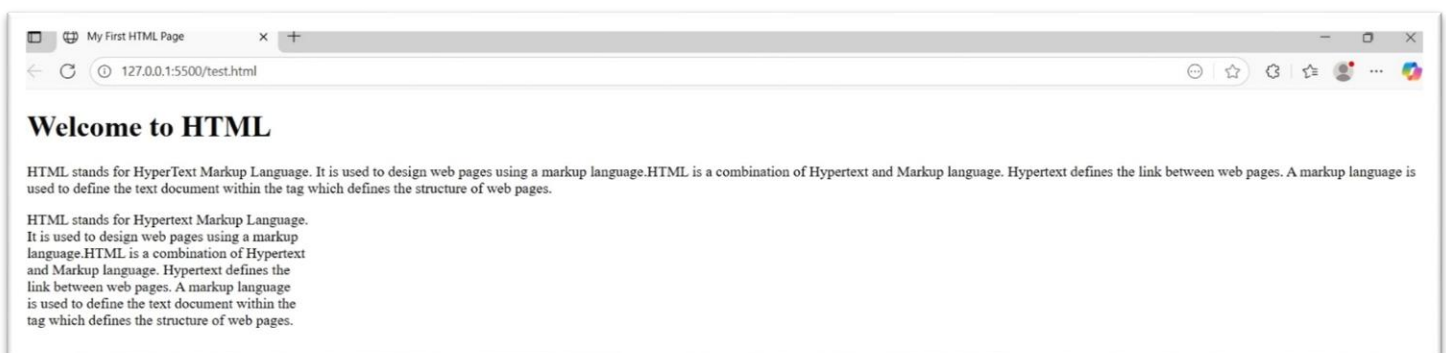 My First HTML Page
127.0.0.1:5500/test.html
Welcome to HTML
HTML stands for HyperText Markup Language. It is used to design web pages using a markup language.HTML is a combination of Hypertext and Markup language. Hypertext defines the link between web pages. A markup language is
used to define the text document within the tag which defines the structure of web pages.
HTML stands for Hypertext Markup Language.
It is used to design web pages using a markup
language.HTML is a combination of Hypertext
and Markup language. Hypertext defines the
link between web pages. A markup language
is used to define the text document within the
tag which defines the structure of web pages.